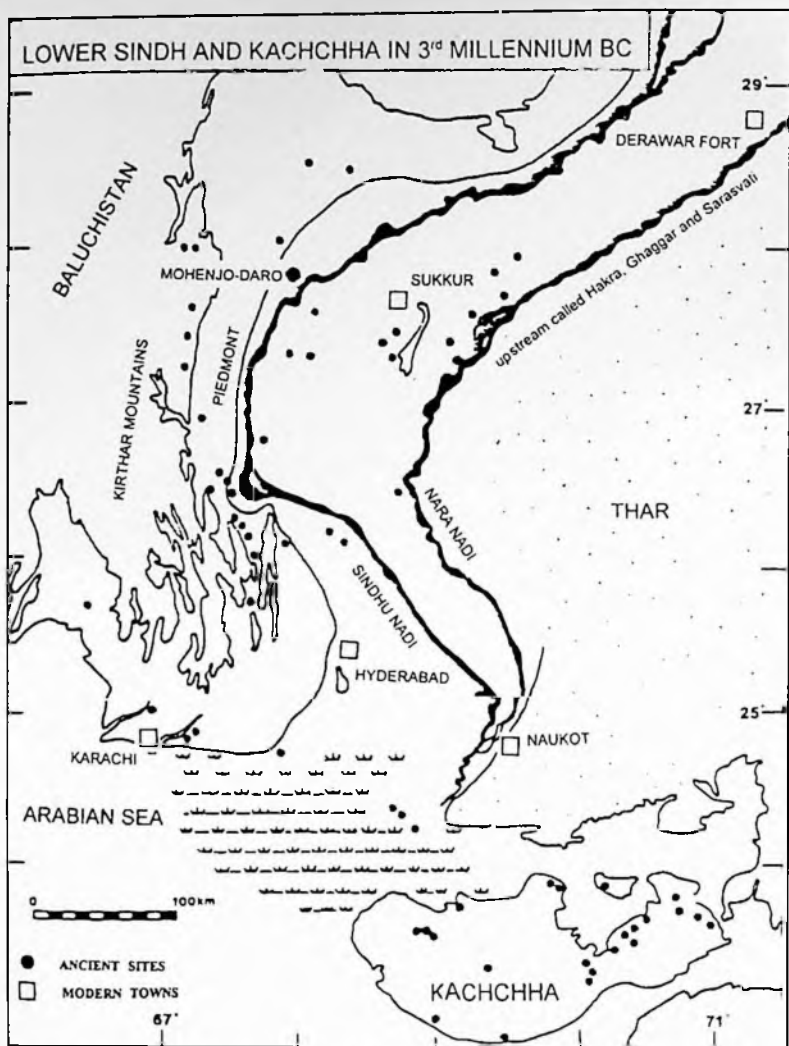 LOWER SINDH AND KACHCHHA IN 3rd MILLENNIUM BC
71°
29°
DERAWAR FORT
BALUCHISTAN
MOHENJO-DARO
SUKKUR
upstream called Hakra, Ghaggar and Sarasvati
PIEDMONT
KIRTHAR MOUNTAINS
27°
THAR
NARA NADI
SINDHU NADI
HYDERABAD
25°
KARACHI
NAUKOT
ARABIAN SEA
0 100km
ANCIENT SITES
MODERN TOWNS
KACHCHHA
67°
71°